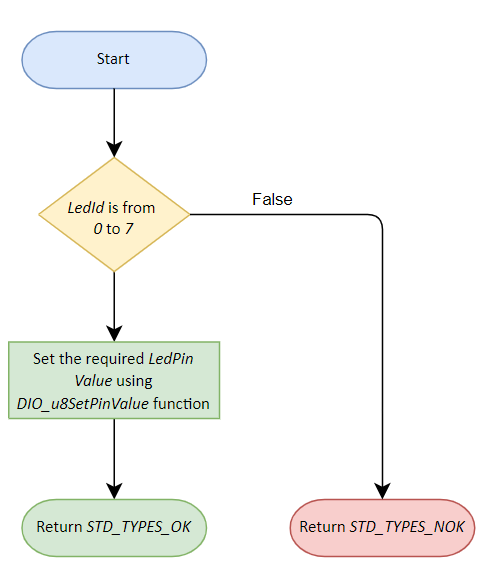 Start
LedId is from
0 to 7
False
Set the required LedPin
Value using
DIO_u8SetPinValue function
Return STD_TYPES_OK
Return STD_TYPES_NOK